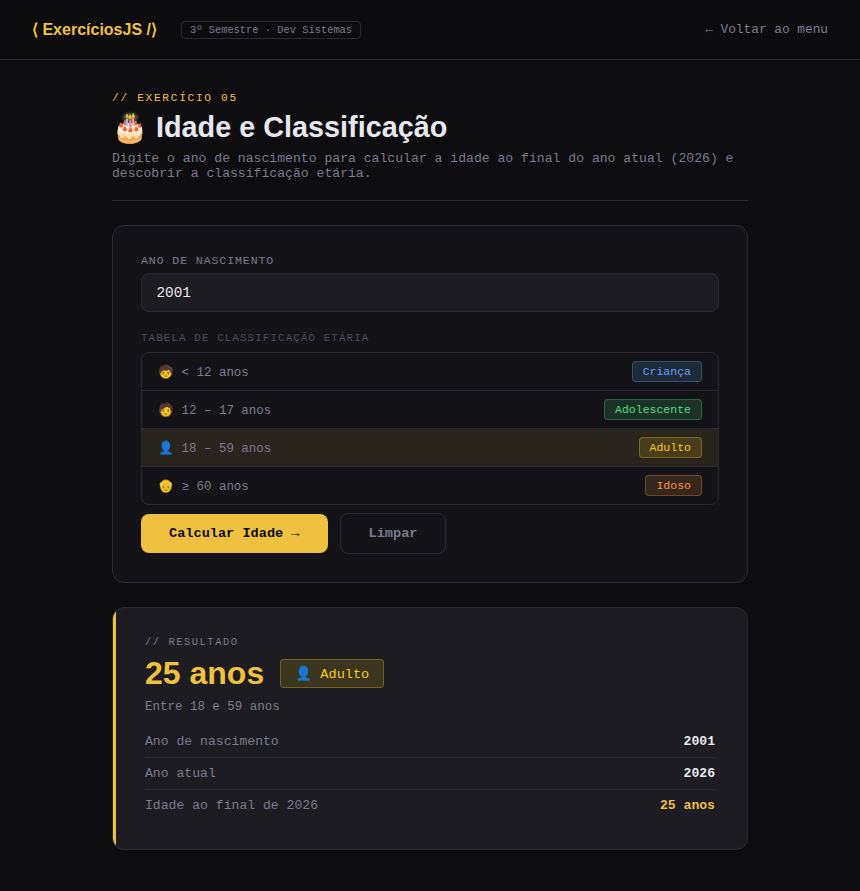 ⟨ ExercíciosJS /⟩
3º Semestre · Dev Sistemas
← Voltar ao menu
// EXERCÍCIO 05
🎂 Idade e Classificação
Digite o ano de nascimento para calcular a idade ao final do ano atual (2026) e
descobrir a classificação etária.
ANO DE NASCIMENTO
2001
TABELA DE CLASSIFICAÇÃO ETÁRIA
🧒 < 12 anos Criança
🧑 12 – 17 anos Adolescente
👤 18 – 59 anos Adulto
👴 ≥ 60 anos Idoso
Calcular Idade → Limpar
// RESULTADO
25 anos 👤 Adulto
Entre 18 e 59 anos
Ano de nascimento 2001
Ano atual 2026
Idade ao final de 2026 25 anos